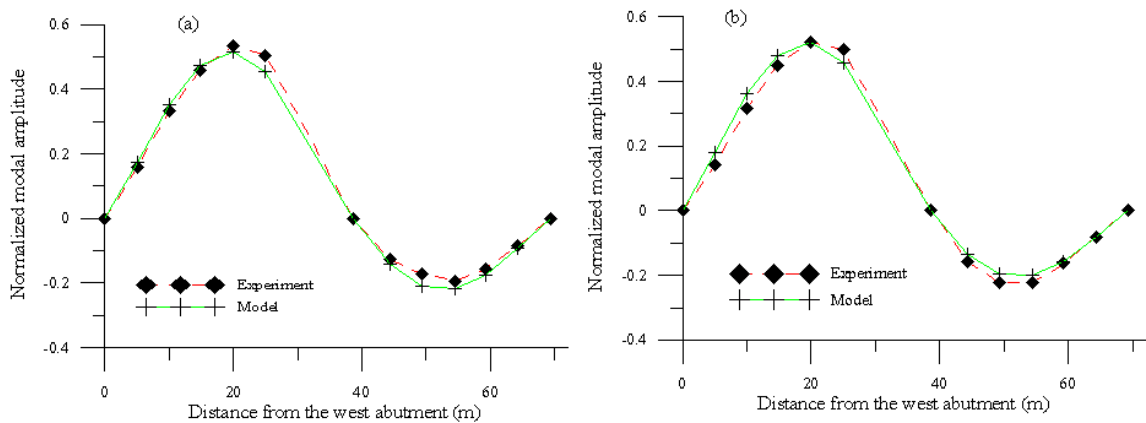 (a)
Normalized modal amplitude
0.6
0.4
0.2
0
-0.2
-0.4
Experiment
Model
0 20 40 60
Distance from the west abutment (m)
(b)
Normalized modal amplitude
0.6
0.4
0.2
0
-0.2
-0.4
Experiment
Model
0 20 40 60
Distance from the west abutment (m)